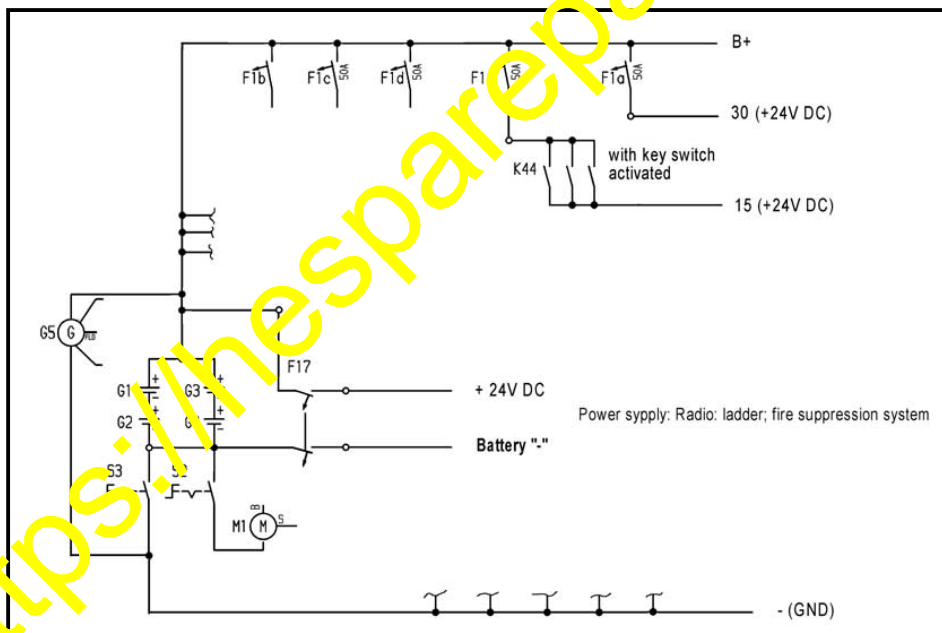 B+
F1b
F1c
50A
F1d
50A
F1
50A
F1a
50A
30 (+24V DC)
with key switch
activated
K44
15 (+24V DC)
G5
G
FLD
F17
G1
+
G3
+
+ 24V DC
G2
+
-
+
-
Power sypply: Radio: ladder; fire suppression system
Battery "-"
S3
M1
M
B
S
- (GND)